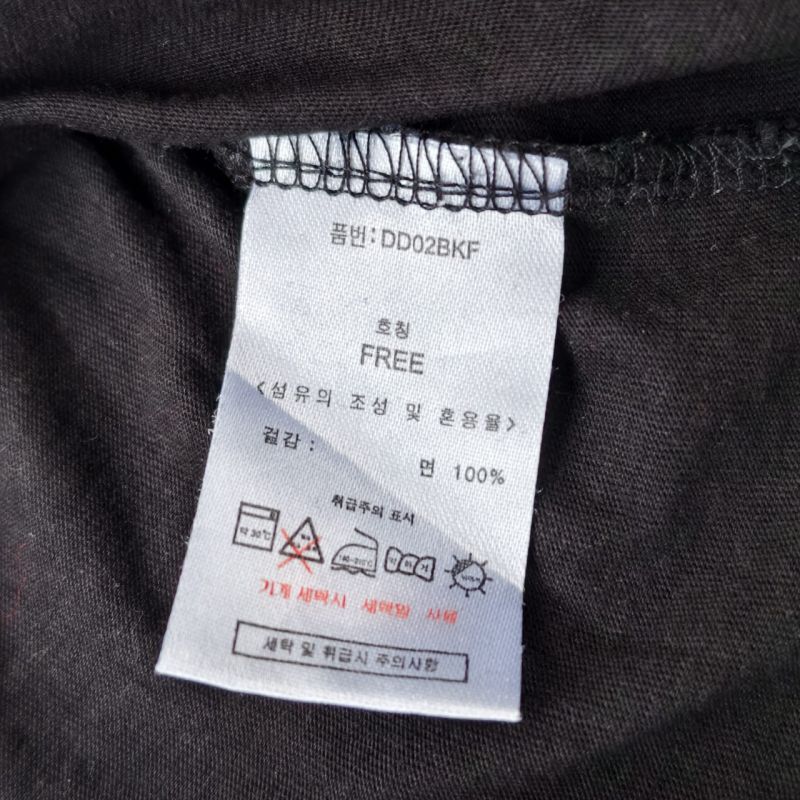 품번:DD02BKF
호칭
FREE
<섬유의 조성 및 혼용율>
겉감 : 면 100%
취급주의 표시
약 30℃
기계 세탁시 세탁망 사용
세탁 및 취급시 주의사항